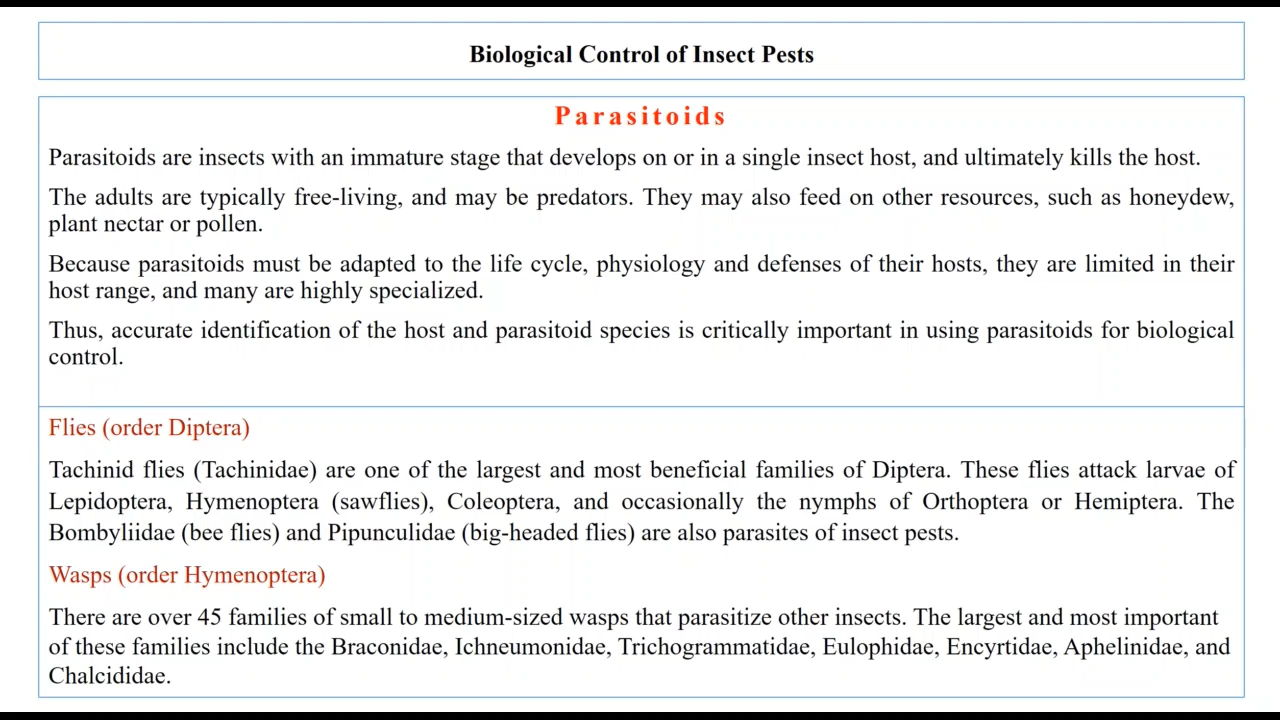 Biological Control of Insect Pests
Parasitoids
Parasitoids are insects with an immature stage that develops on or in a single insect host, and ultimately kills the host.
The adults are typically free-living, and may be predators. They may also feed on other resources, such as honeydew,
plant nectar or pollen.
Because parasitoids must be adapted to the life cycle, physiology and defenses of their hosts, they are limited in their
host range, and many are highly specialized.
Thus, accurate identification of the host and parasitoid species is critically important in using parasitoids for biological
control.
Flies (order Diptera)
Tachinid flies (Tachinidae) are one of the largest and most beneficial families of Diptera. These flies attack larvae of
Lepidoptera, Hymenoptera (sawflies), Coleoptera, and occasionally the nymphs of Orthoptera or Hemiptera. The
Bombyliidae (bee flies) and Pipunculidae (big-headed flies) are also parasites of insect pests.
Wasps (order Hymenoptera)
There are over 45 families of small to medium-sized wasps that parasitize other insects. The largest and most important
of these families include the Braconidae, Ichneumonidae, Trichogrammatidae, Eulophidae, Encyrtidae, Aphelinidae, and
Chalcididae.